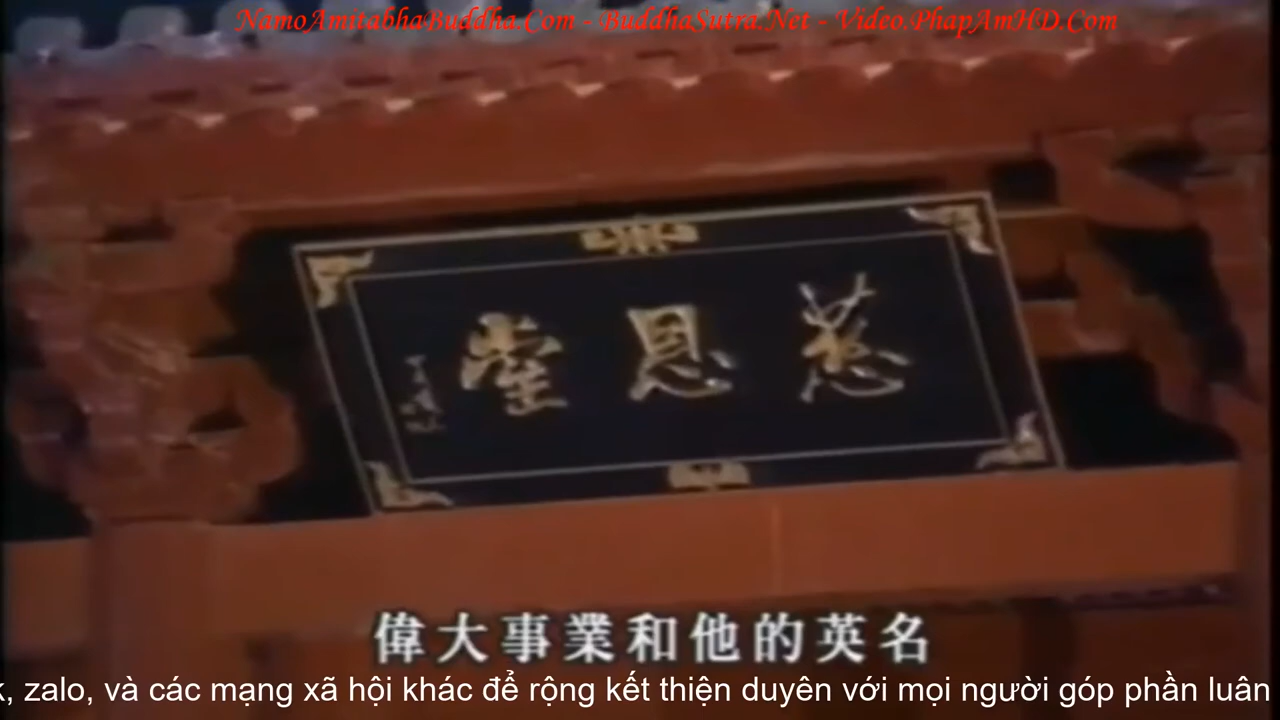 NamoAmitabhaBuddha.Com - BuddhaSutra.Net - Video.PhapAmHD.Com
慈恩堂
偉大事業和他的英名
k, zalo, và các mạng xã hội khác để rộng kết thiện duyên với mọi người góp phần luân